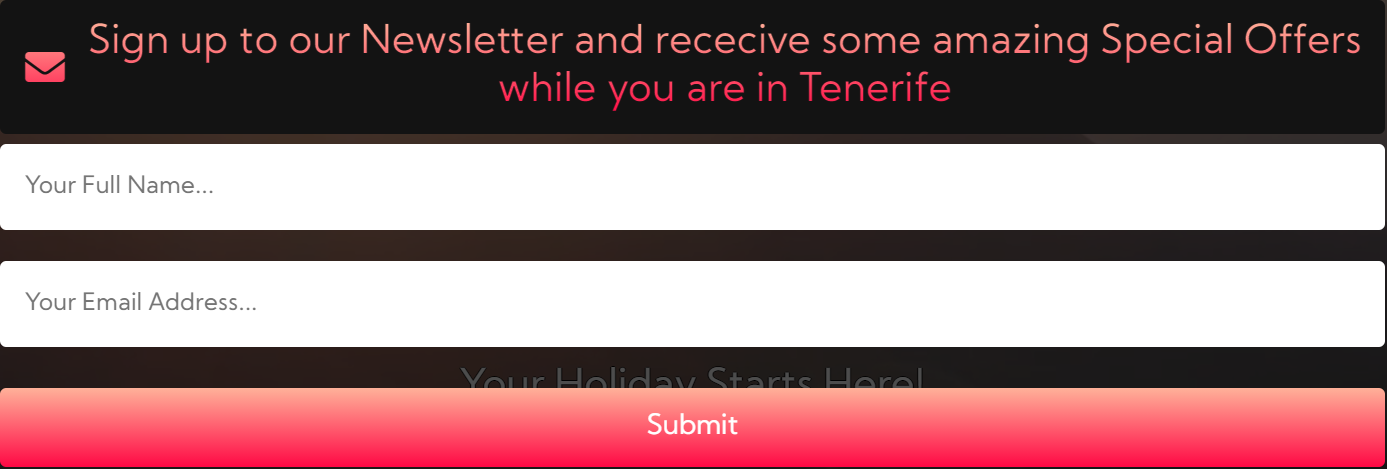 Sign up to our Newsletter and rececive some amazing Special Offers
while you are in Tenerife
Your Full Name...
Your Email Address...
Your Holiday Starts Here!
Submit